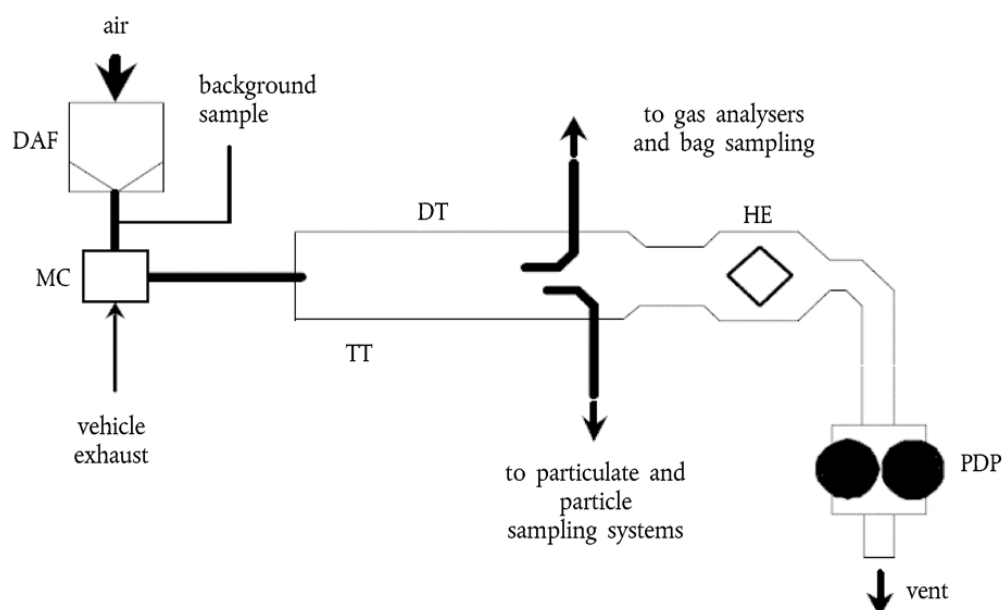 air
background
sample
DAF
to gas analysers
and bag sampling
DT
HE
MC
TT
vehicle
exhaust
to particulate and
particle
sampling systems
PDP
vent